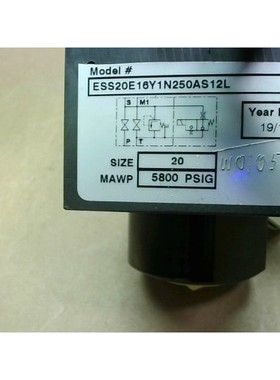 Model #
ESS20E16Y1N250AS12L
S M1
Year
P T
19/
SIZE 20
MAWP 5800 PSIG